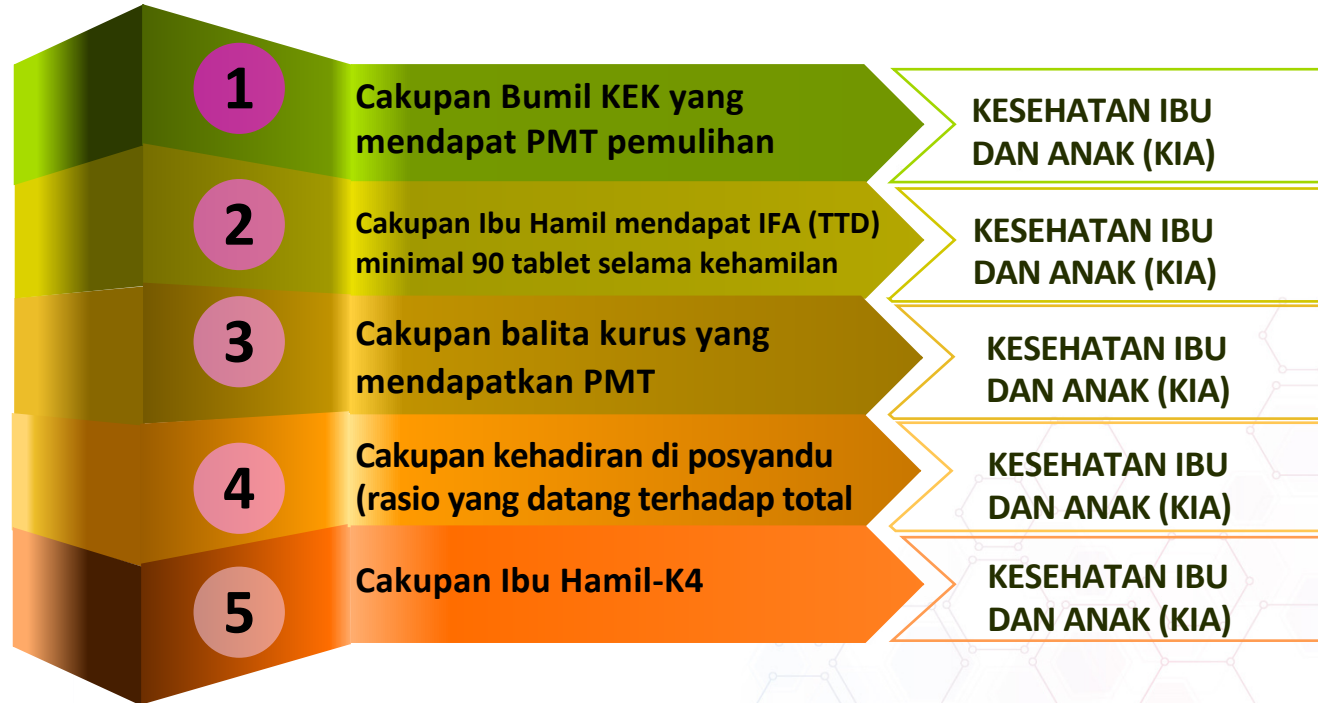 1
Cakupan Bumil KEK yang
mendapat PMT pemulihan
KESEHATAN IBU
DAN ANAK (KIA)
2
Cakupan Ibu Hamil mendapat IFA (TTD)
minimal 90 tablet selama kehamilan
KESEHATAN IBU
DAN ANAK (KIA)
3
Cakupan balita kurus yang
mendapatkan PMT
KESEHATAN IBU
DAN ANAK (KIA)
4
Cakupan kehadiran di posyandu
(rasio yang datang terhadap total
KESEHATAN IBU
DAN ANAK (KIA)
5
Cakupan Ibu Hamil-K4
KESEHATAN IBU
DAN ANAK (KIA)